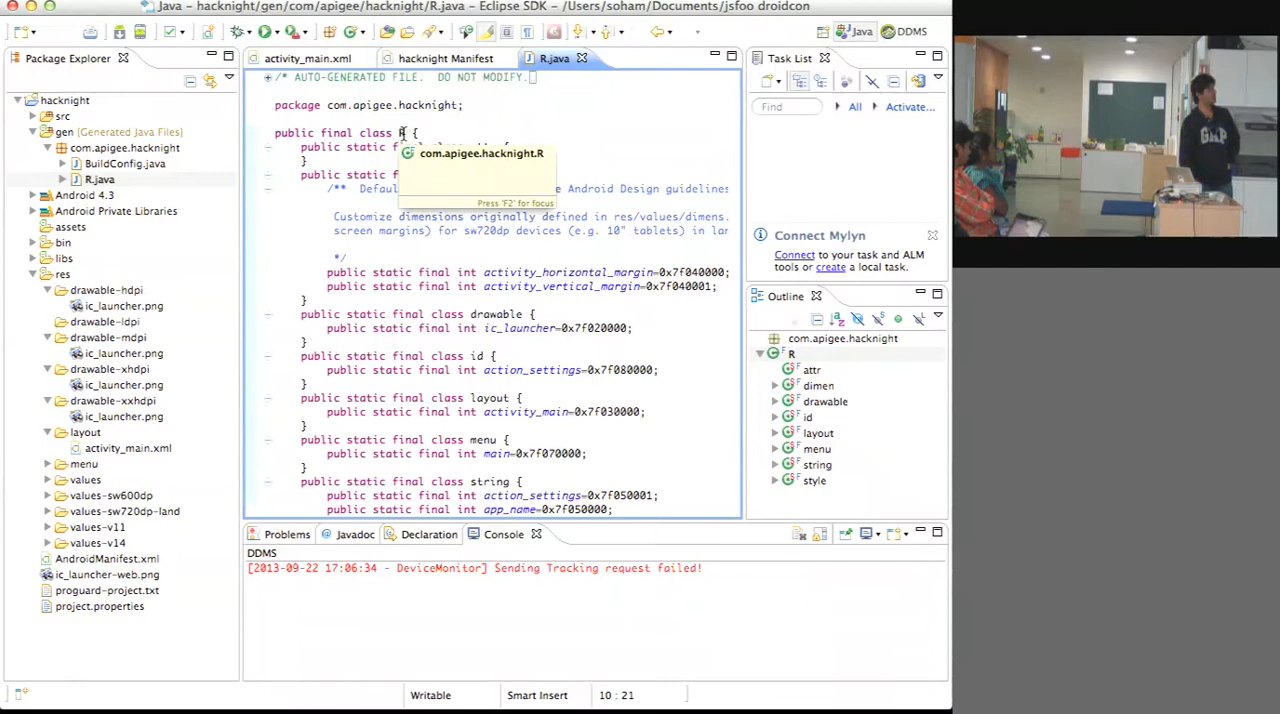 Java - hacknight/gen/com/apigee/hacknight/R.java - Eclipse SDK - /Users/soham/Documents/jsfoo droidcon
Java
DDMS
Package Explorer
hacknight
src
gen [Generated Java Files]
com.apigee.hacknight
BuildConfig.java
R.java
Android 4.3
Android Private Libraries
assets
bin
libs
res
drawable-hdpi
ic_launcher.png
drawable-ldpi
drawable-mdpi
ic_launcher.png
drawable-xhdpi
ic_launcher.png
drawable-xxhdpi
ic_launcher.png
layout
activity_main.xml
menu
values
values-sw600dp
values-sw720dp-land
values-v11
values-v14
AndroidManifest.xml
ic_launcher-web.png
proguard-project.txt
project.properties
activity_main.xml
hacknight Manifest
R.java
/* AUTO-GENERATED FILE.  DO NOT MODIFY.
package com.apigee.hacknight;
public final class R {
public static f
}
public static f
com.apigee.hacknight.R
Press 'F2' for focus
/** Defaul
e Android Design guidelines
Customize dimensions originally defined in res/values/dimens.
screen margins) for sw720dp devices (e.g. 10" tablets) in lan
*/
public static final int activity_horizontal_margin=0x7f040000;
public static final int activity_vertical_margin=0x7f040001;
}
public static final class drawable {
public static final int ic_launcher=0x7f020000;
}
public static final class id {
public static final int action_settings=0x7f080000;
}
public static final class layout {
public static final int activity_main=0x7f030000;
}
public static final class menu {
public static final int main=0x7f070000;
}
public static final class string {
public static final int action_settings=0x7f050001;
public static final int app_name=0x7f050000;
Task List
Find
All
Activate...
Connect Mylyn
Connect to your task and ALM
tools or create a local task.
Outline
com.apigee.hacknight
R
attr
dimen
drawable
id
layout
menu
string
style
Problems
Javadoc
Declaration
Console
DDMS
[2013-09-22 17:06:34 - DeviceMonitor] Sending Tracking request failed!
Writable
Smart Insert
10 : 21
GAP